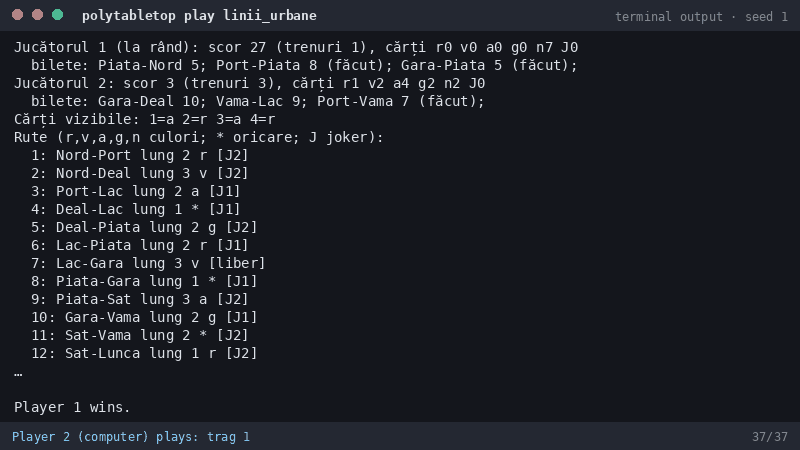 polytabletop play linii_urbane
terminal output · seed 1
Jucătorul 1 (la rând): scor 27 (trenuri 1), cărți r0 v0 a0 g0 n7 J0
bilete: Piata-Nord 5; Port-Piata 8 (făcut); Gara-Piata 5 (făcut);
Jucătorul 2: scor 3 (trenuri 3), cărți r1 v2 a4 g2 n2 J0
bilete: Gara-Deal 10; Vama-Lac 9; Port-Vama 7 (făcut);
Cărți vizibile: 1=a 2=r 3=a 4=r
Rute (r,v,a,g,n culori; * oricare; J joker):
1: Nord-Port lung 2 r [J2]
2: Nord-Deal lung 3 v [J2]
3: Port-Lac lung 2 a [J1]
4: Deal-Lac lung 1 * [J1]
5: Deal-Piata lung 2 g [J2]
6: Lac-Piata lung 2 r [J1]
7: Lac-Gara lung 3 v [liber]
8: Piata-Gara lung 1 * [J1]
9: Piata-Sat lung 3 a [J2]
10: Gara-Vama lung 2 g [J1]
11: Sat-Vama lung 2 * [J2]
12: Sat-Lunca lung 1 r [J2]
…
Player 1 wins.
Player 2 (computer) plays: trag 1
37/37